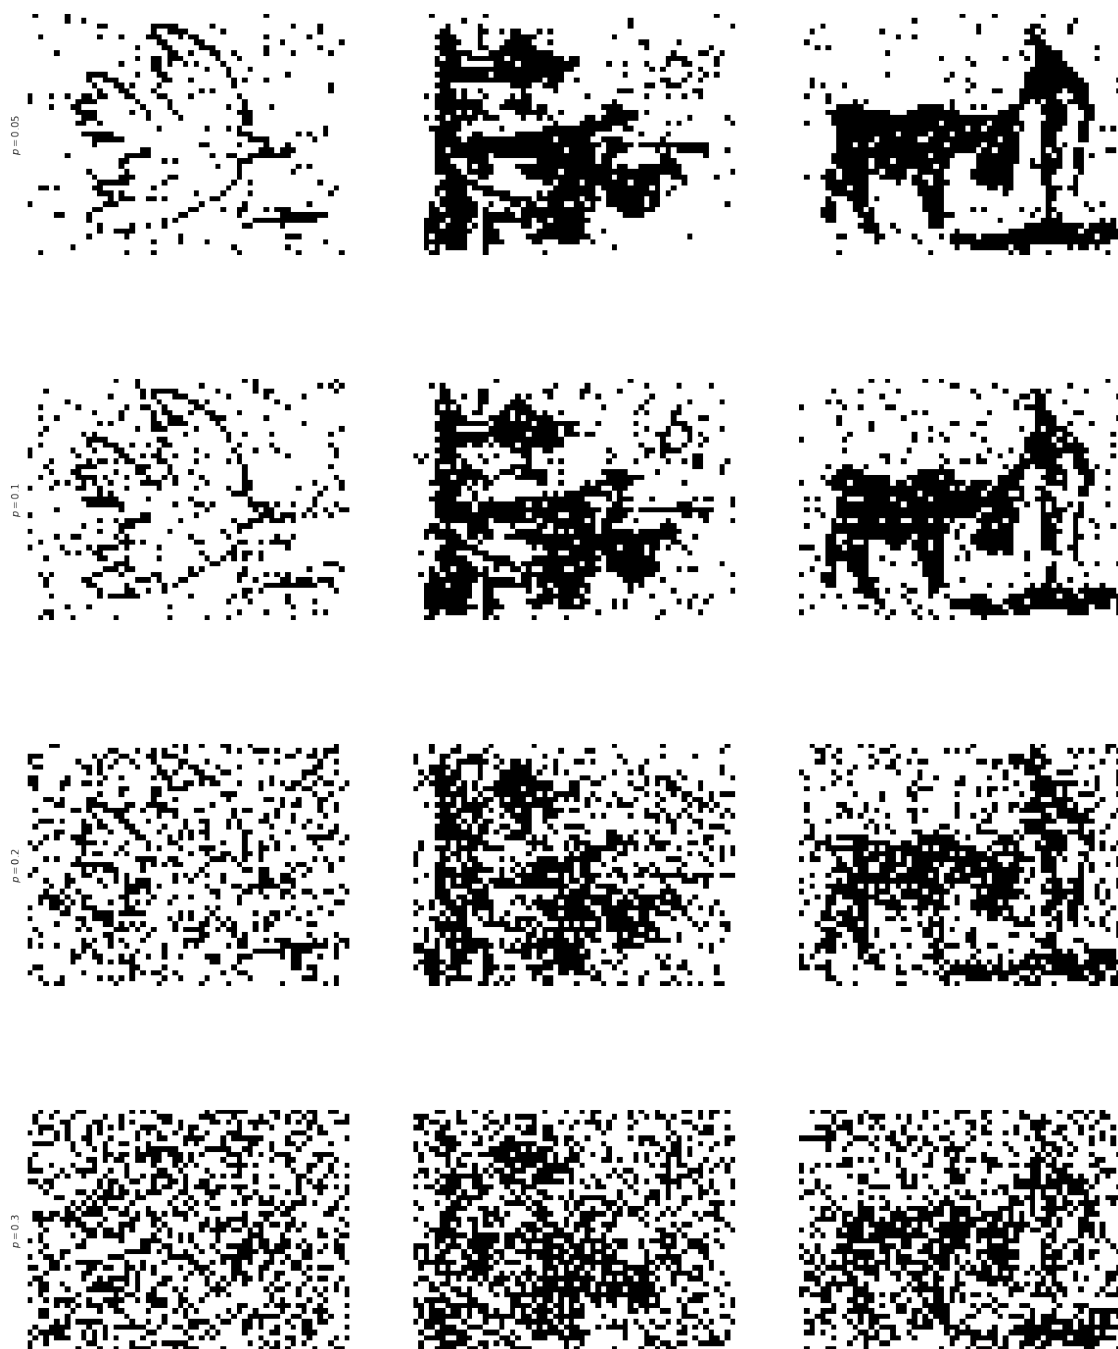 p = 0.05
p = 0.1
p = 0.2
p = 0.3